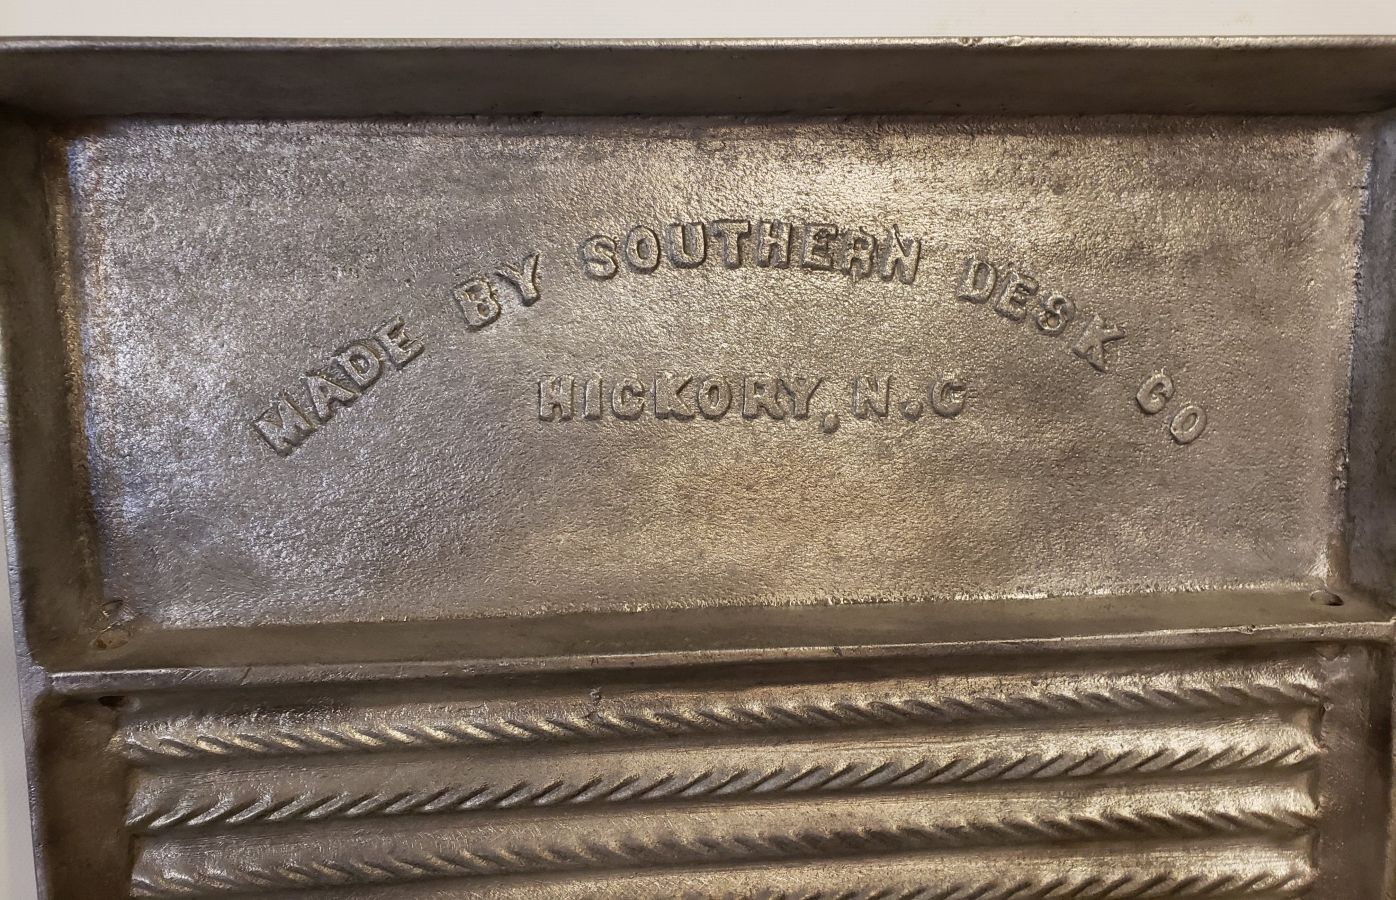 MADE BY SOUTHERN DESK CO
HICKORY, N.C